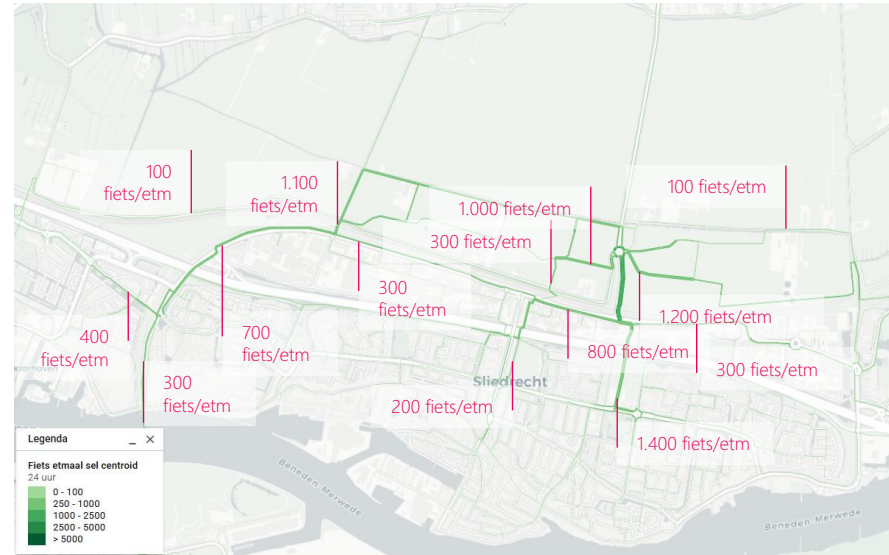 100
fiets/etm
1.100
fiets/etm
1.000 fiets/etm
100 fiets/etm
300 fiets/etm
300
fiets/etm
1.200 fiets/etm
400
fiets/etm
700
fiets/etm
800 fiets/etm
300 fiets/etm
300
fiets/etm
Sliedrecht
200 fiets/etm
1.400 fiets/etm
Legenda
Fiets etmaal sel centroid
24 uur
0 - 100
250 - 1000
1000 - 2500
2500 - 5000
> 5000
Beneden-Merwede
Beneden-Merwede